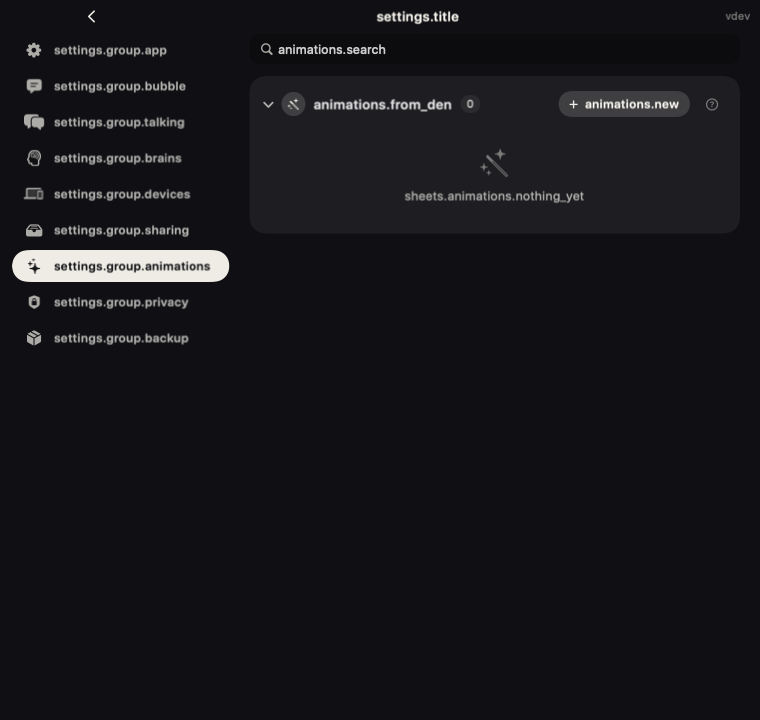 settings.title
vdev
settings.group.app
settings.group.bubble
settings.group.talking
settings.group.brains
settings.group.devices
settings.group.sharing
settings.group.animations
settings.group.privacy
settings.group.backup
animations.search
animations.from_den 0
+ animations.new ?
sheets.animations.nothing_yet